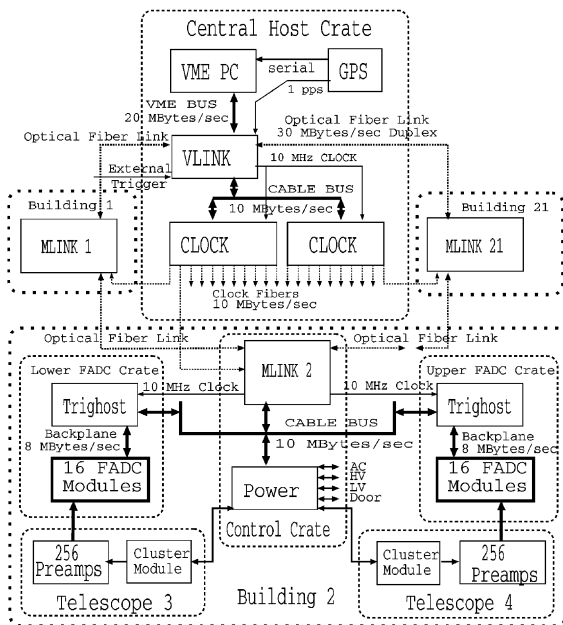 Central Host Crate
VME PC
serial
GPS
1 pps
VME BUS
20 MBytes/sec
Optical Fiber Link
Optical Fiber Link
30 MBytes/sec Duplex
VLINK
10 MHz CLOCK
External
Trigger
CABLE BUS
10 MBytes/sec
Building 1
MLINK 1
Building 21
MLINK 21
CLOCK
CLOCK
Clock Fibers
10 MBytes/sec
Optical Fiber Link
Optical Fiber Link
Lower FADC Crate
Upper FADC Crate
MLINK 2
10 MHz Clock
10 MHz Clock
Trighost
Trighost
CABLE BUS
10 MBytes/sec
Backplane
8 MBytes/sec
Backplane
8 MBytes/sec
16 FADC
Modules
16 FADC
Modules
Power
AC
HV
LV
Door
Control Crate
256
Preamps
Cluster
Module
Cluster
Module
256
Preamps
Telescope 3
Building 2
Telescope 4